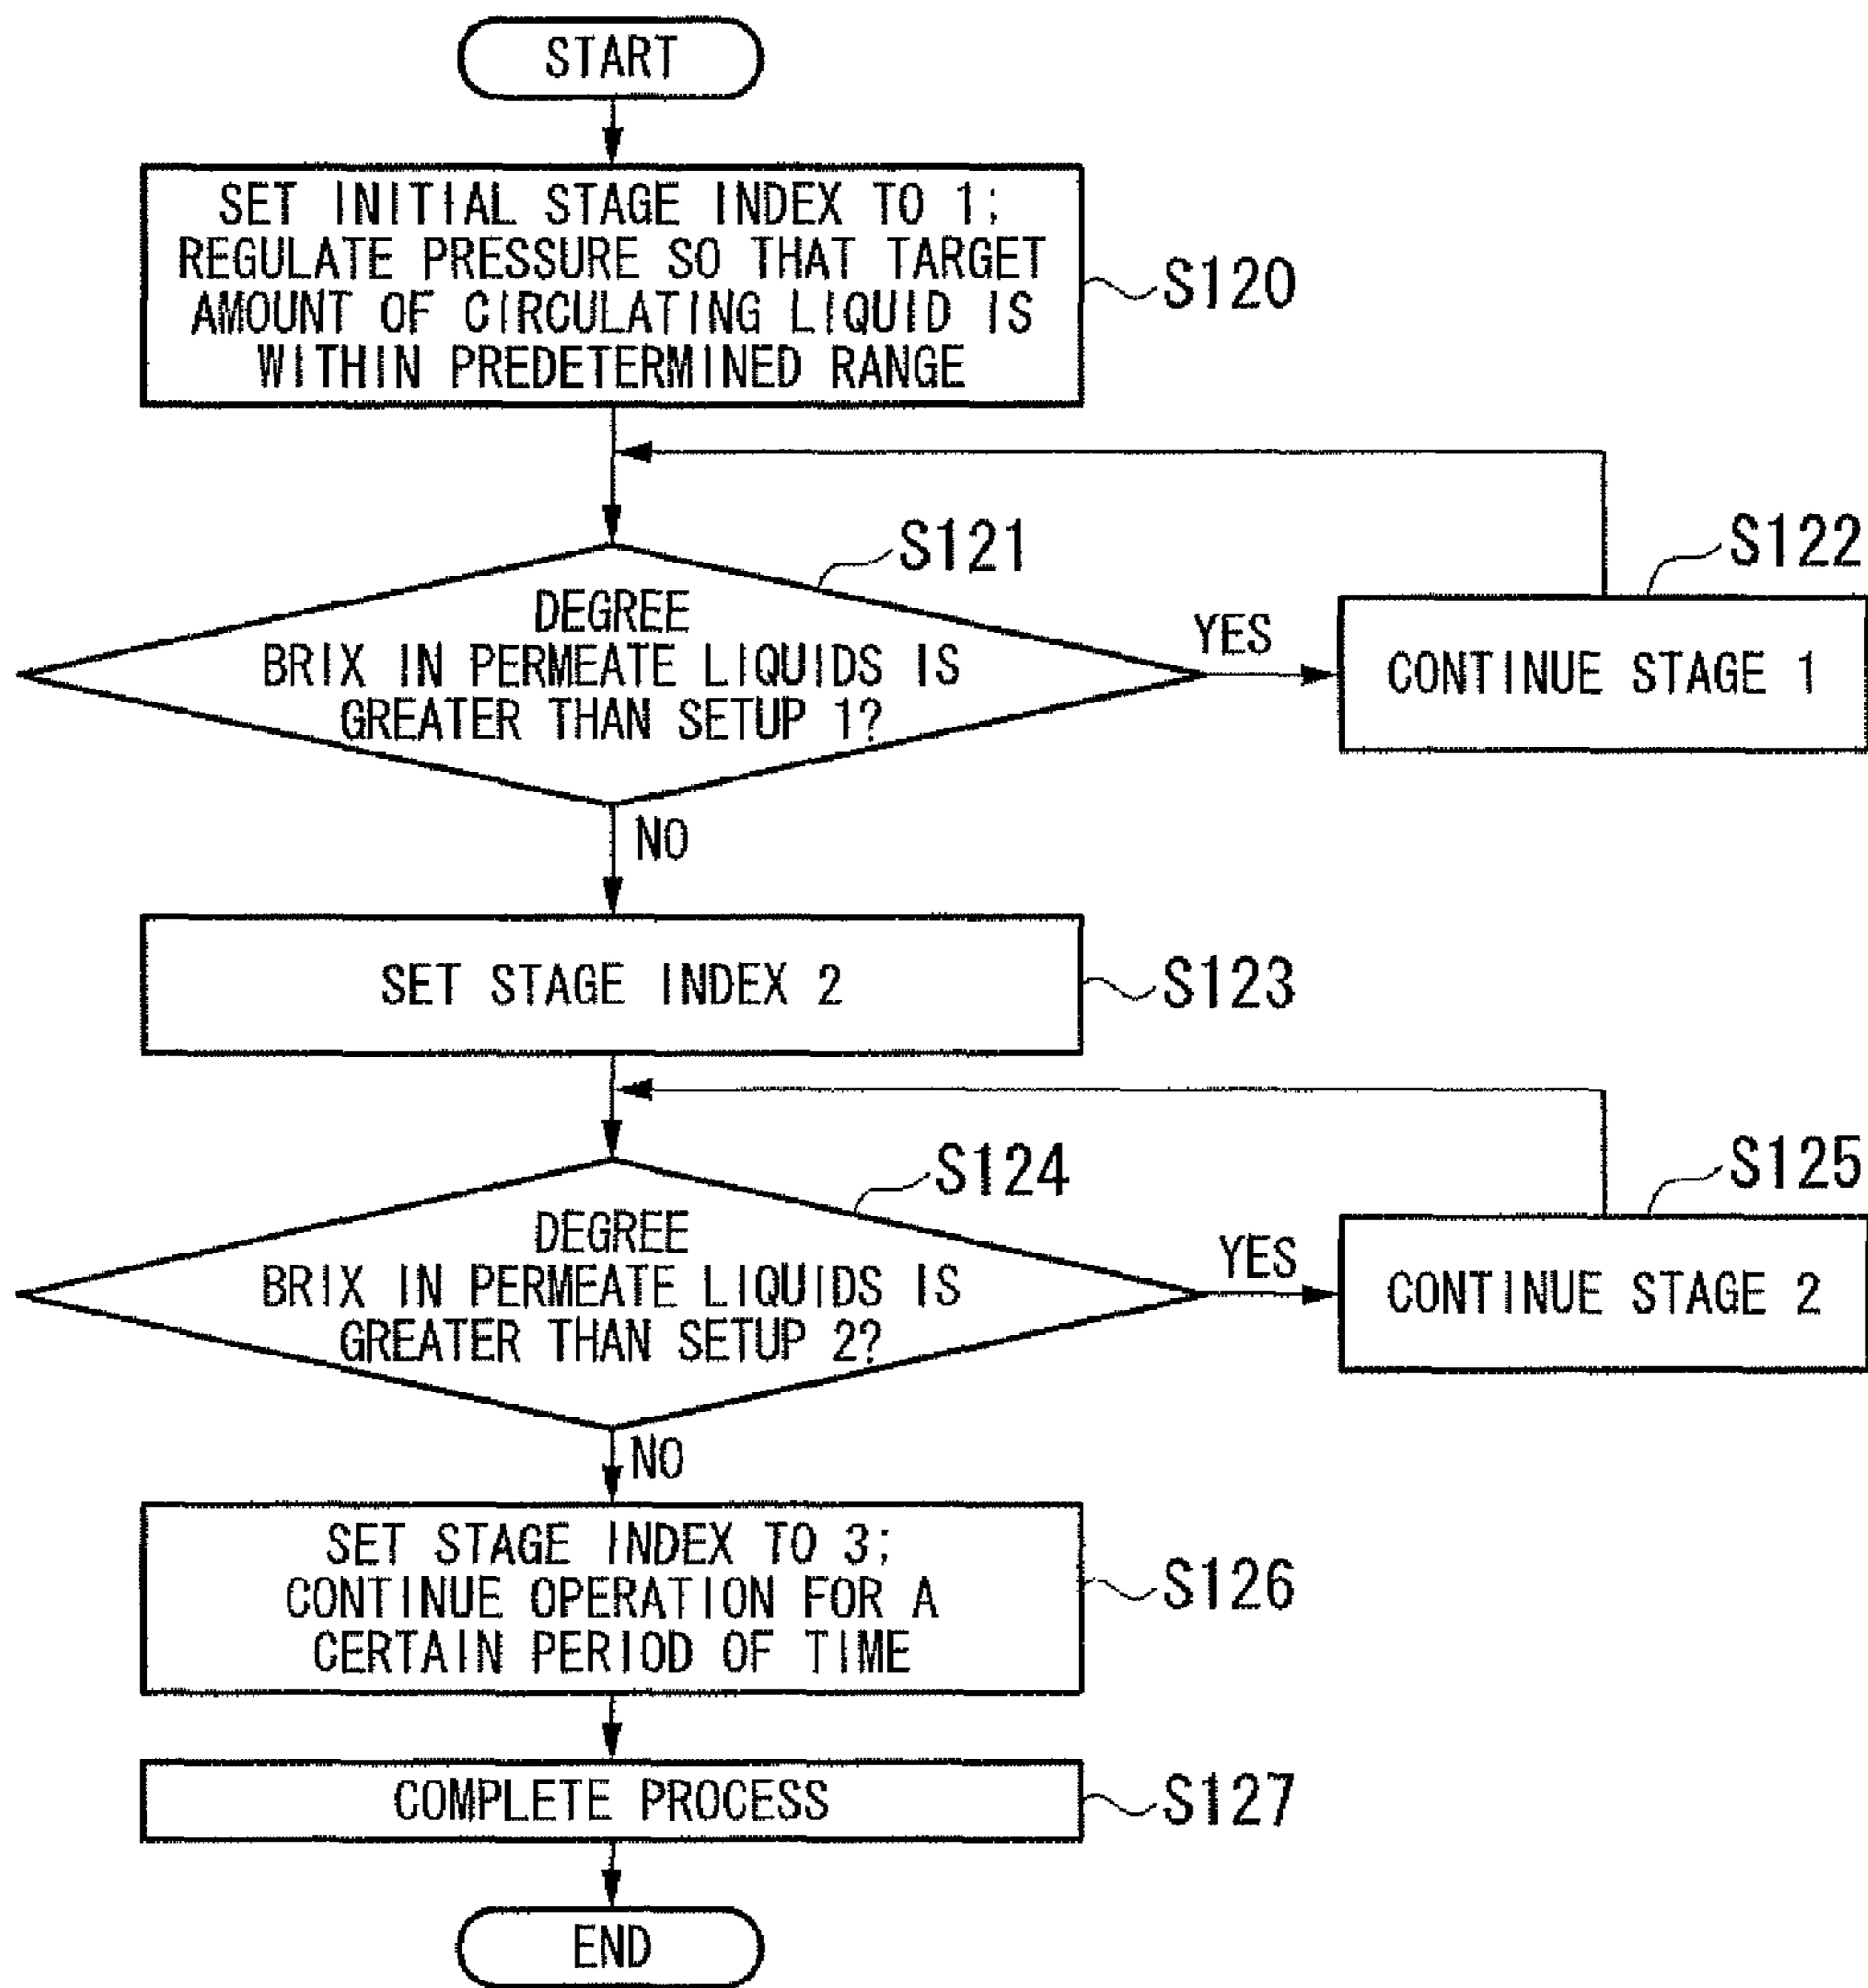 START
SET INITIAL STAGE INDEX TO 1;
REGULATE PRESSURE SO THAT TARGET
AMOUNT OF CIRCULATING LIQUID IS
WITHIN PREDETERMINED RANGE
S120
S121
DEGREE
BRIX IN PERMEATE LIQUIDS IS
GREATER THAN SETUP 1?
YES
S122
CONTINUE STAGE 1
NO
SET STAGE INDEX 2
S123
S124
DEGREE
BRIX IN PERMEATE LIQUIDS IS
GREATER THAN SETUP 2?
YES
S125
CONTINUE STAGE 2
NO
SET STAGE INDEX TO 3;
CONTINUE OPERATION FOR A
CERTAIN PERIOD OF TIME
S126
COMPLETE PROCESS
S127
END